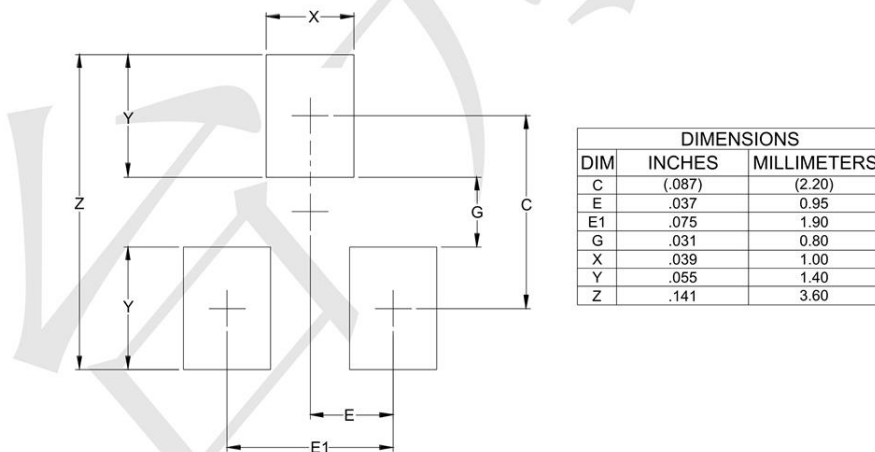 X
Y
Z
C
G
Y
E
E1
DIMENSIONS
DIM INCHES MILLIMETERS
C (.087) (2.20)
E .037 0.95
E1 .075 1.90
G .031 0.80
X .039 1.00
Y .055 1.40
Z .141 3.60